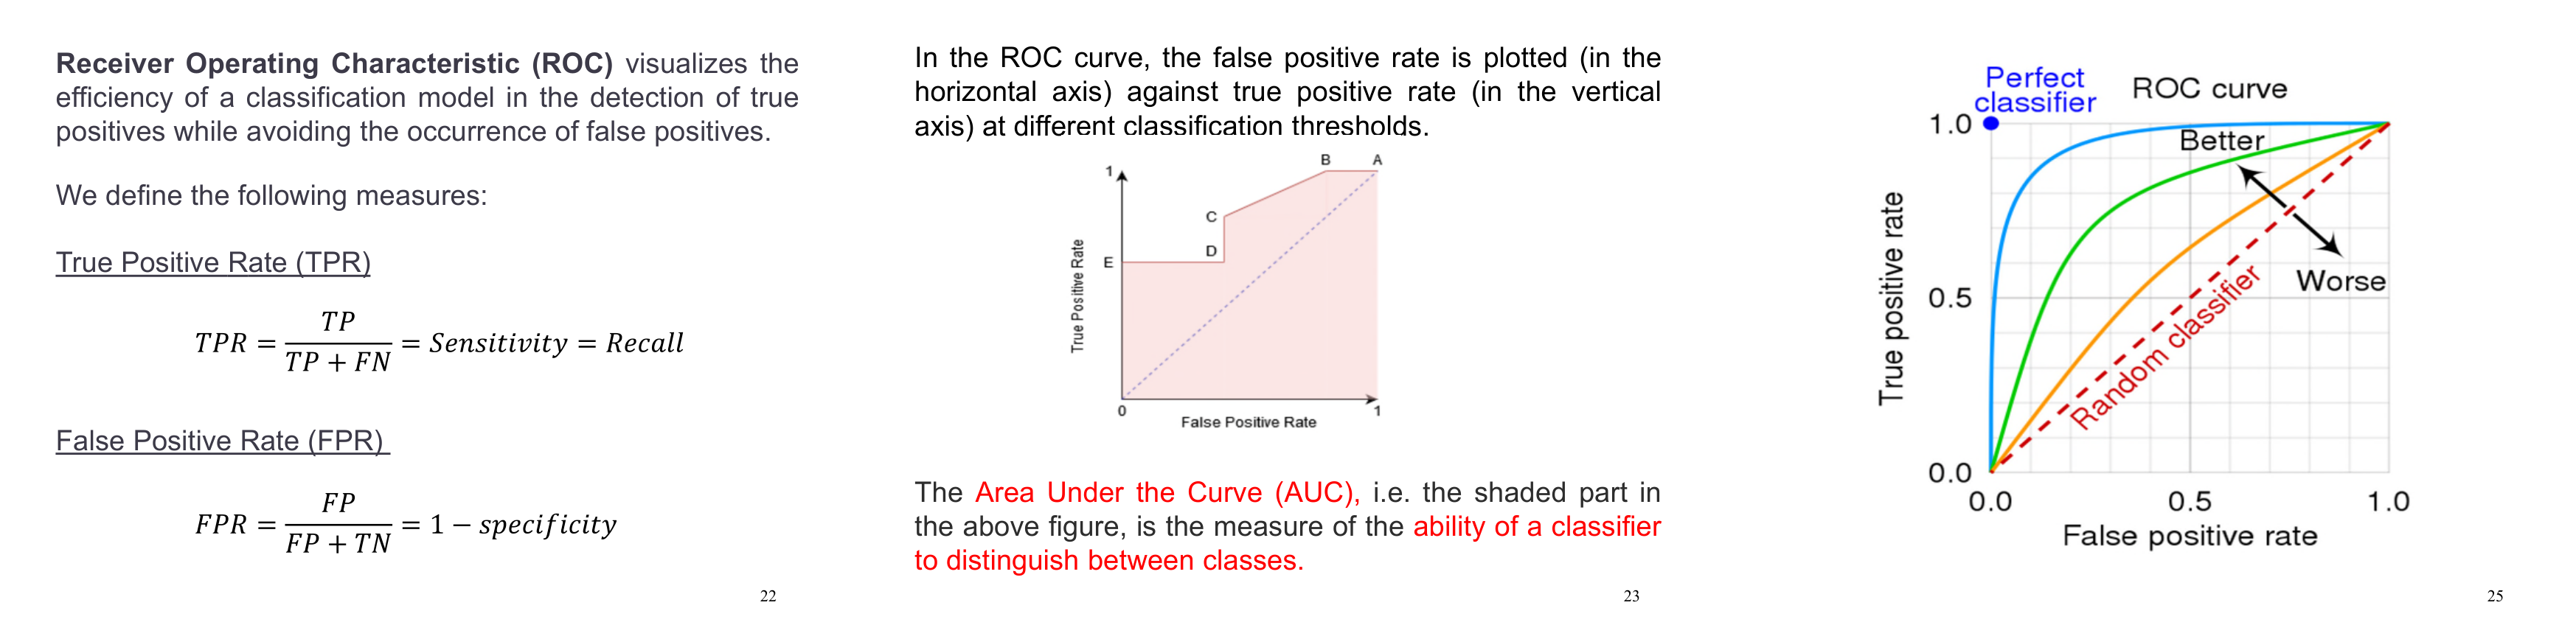 Receiver Operating Characteristic (ROC) visualizes the
efficiency of a classification model in the detection of true
positives while avoiding the occurrence of false positives.
We define the following measures:
True Positive Rate (TPR)
TPR = TP / (TP + FN) = Sensitivity = Recall
False Positive Rate (FPR)
FPR = FP / (FP + TN) = 1 − specificity
22
In the ROC curve, the false positive rate is plotted (in the
horizontal axis) against true positive rate (in the vertical
axis) at different classification thresholds.
B A
1
C
D
E
True Positive Rate
0 1
False Positive Rate
The Area Under the Curve (AUC), i.e. the shaded part in
the above figure, is the measure of the ability of a classifier
to distinguish between classes.
23
Perfect
classifier
ROC curve
1.0
Better
True positive rate
Worse
0.5
Random classifier
0.0
0.0 0.5 1.0
False positive rate
25